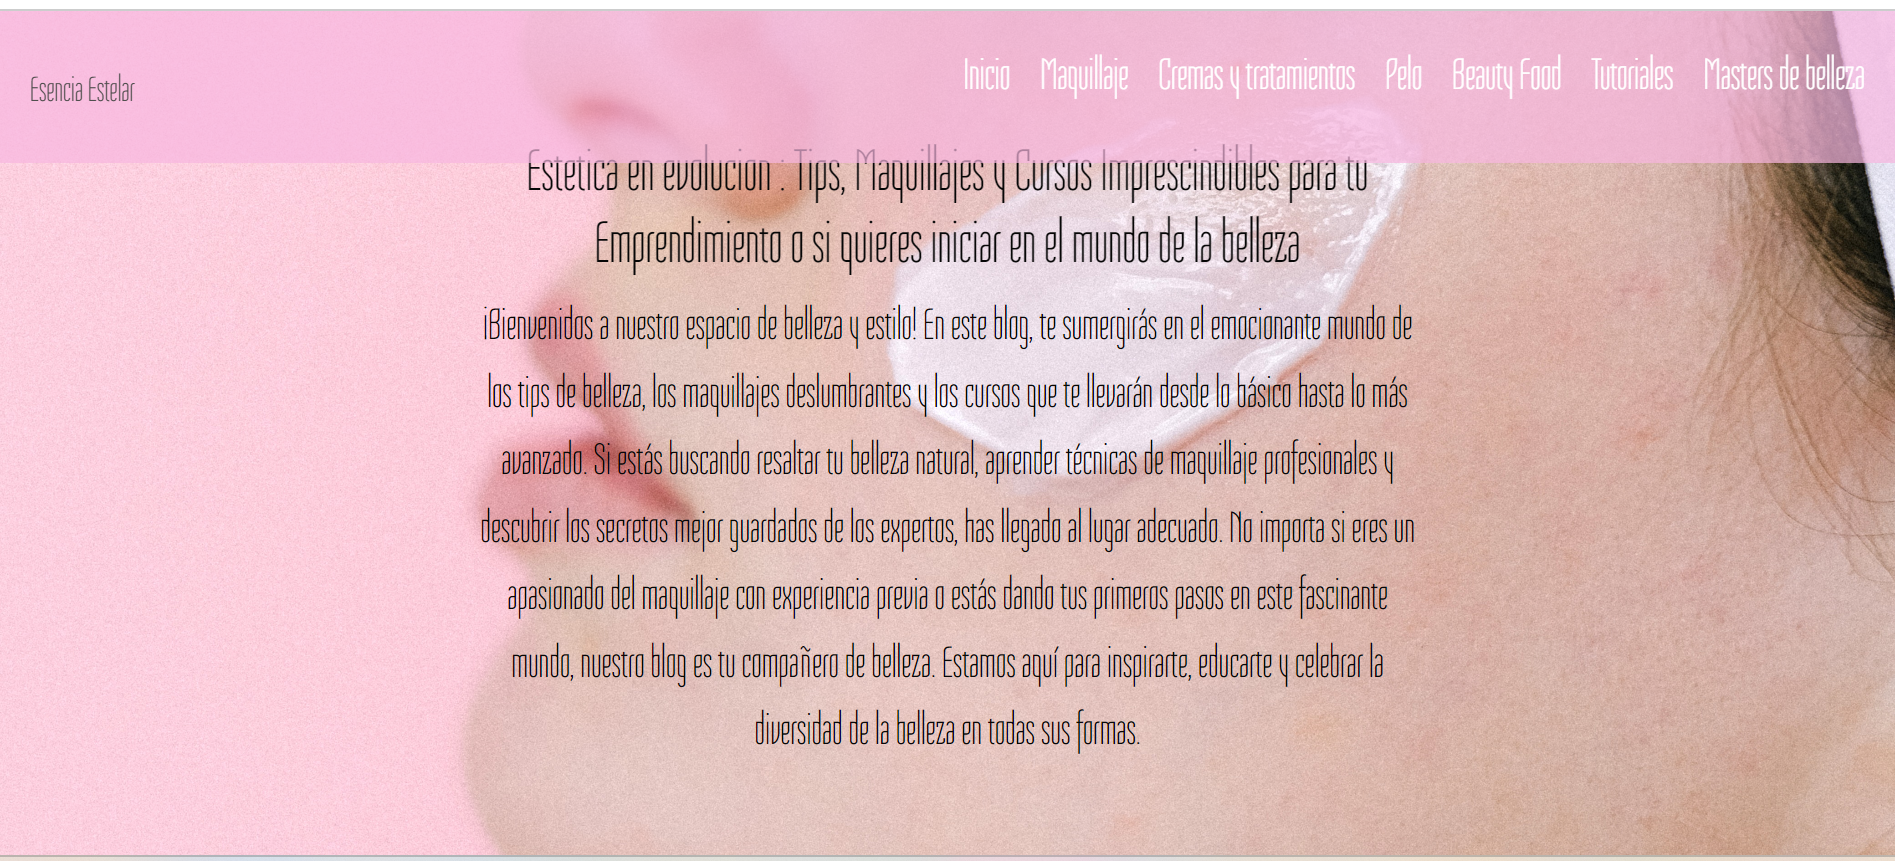 Esencia Estelar
Inicio Maquillaje Cremas y tratamientos Pelo Beauty Food Tutoriales Masters de belleza
Estetica en evolucion : Tips, Maquillajes y Cursos Imprescindibles para tu
Emprendimiento o si quieres iniciar en el mundo de la belleza
¡Bienvenidos a nuestro espacio de belleza y estilo! En este blog, te sumergirás en el emocionante mundo de
los tips de belleza, los maquillajes deslumbrantes y los cursos que te llevarán desde lo básico hasta lo más
avanzado. Si estás buscando resaltar tu belleza natural, aprender técnicas de maquillaje profesionales y
descubrir los secretos mejor guardados de los expertos, has llegado al lugar adecuado. No importa si eres un
apasionado del maquillaje con experiencia previa o estás dando tus primeros pasos en este fascinante
mundo, nuestro blog es tu compañero de belleza. Estamos aquí para inspirarte, educarte y celebrar la
diversidad de la belleza en todas sus formas.